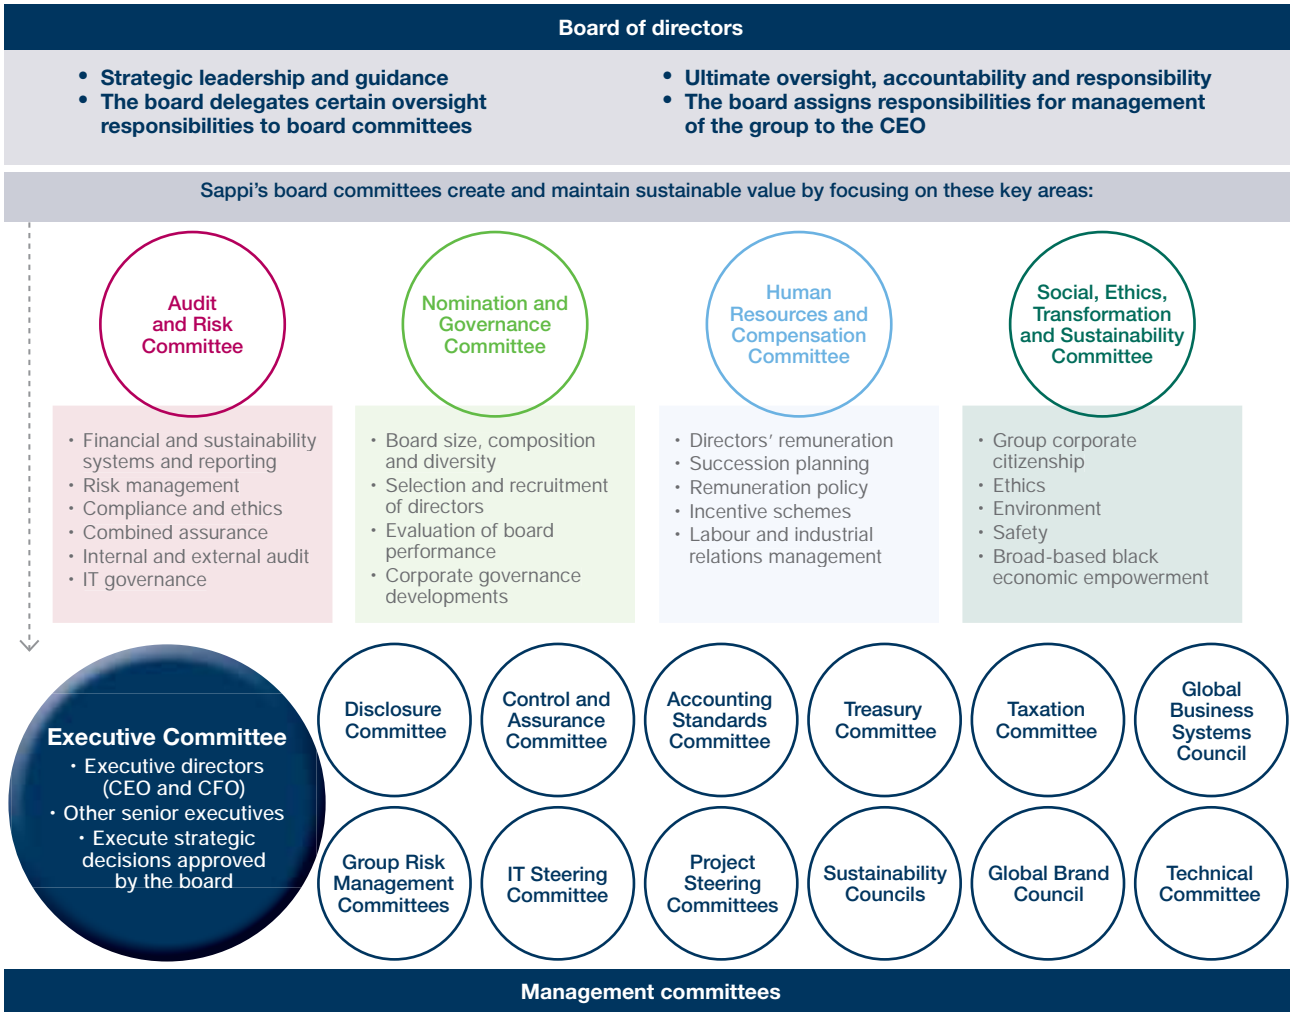 Board of directors
• Strategic leadership and guidance
• The board delegates certain oversight
responsibilities to board committees
• Ultimate oversight, accountability and responsibility
• The board assigns responsibilities for management
of the group to the CEO
Sappi’s board committees create and maintain sustainable value by focusing on these key areas:
Audit
and Risk
Committee
• Financial and sustainability
systems and reporting
• Risk management
• Compliance and ethics
• Combined assurance
• Internal and external audit
• IT governance
Nomination and
Governance
Committee
• Board size, composition
and diversity
• Selection and recruitment
of directors
• Evaluation of board
performance
• Corporate governance
developments
Human
Resources and
Compensation
Committee
• Directors’ remuneration
• Succession planning
• Remuneration policy
• Incentive schemes
• Labour and industrial
relations management
Social, Ethics,
Transformation
and Sustainability
Committee
• Group corporate
citizenship
• Ethics
• Environment
• Safety
• Broad-based black
economic empowerment
Executive Committee
• Executive directors
(CEO and CFO)
• Other senior executives
• Execute strategic
decisions approved
by the board
Disclosure
Committee
Control and
Assurance
Committee
Accounting
Standards
Committee
Treasury
Committee
Taxation
Committee
Global
Business
Systems
Council
Group Risk
Management
Committees
IT Steering
Committee
Project
Steering
Committees
Sustainability
Councils
Global Brand
Council
Technical
Committee
Management committees